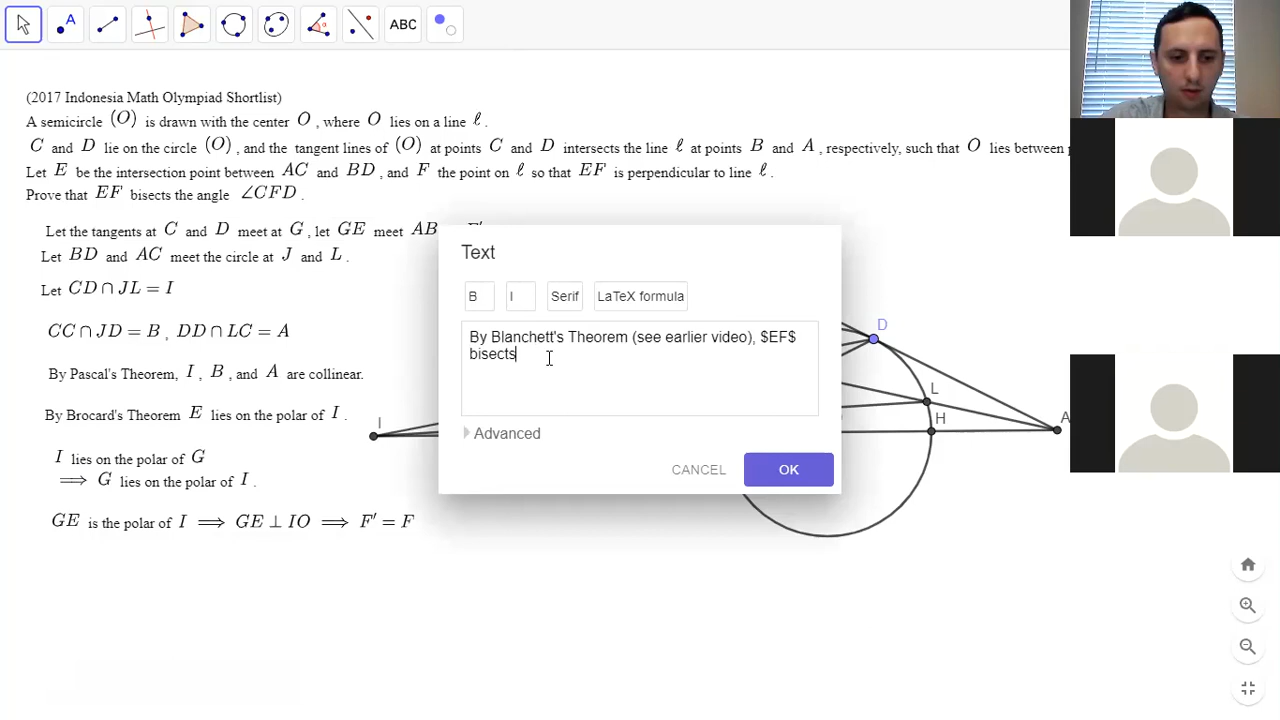 ABC
(2017 Indonesia Math Olympiad Shortlist)
A semicircle (O) is drawn with the center O , where O lies on a line ℓ .
C and D lie on the circle (O) , and the tangent lines of (O) at points C and D intersects the line ℓ at points B and A , respectively, such that O lies between p
Let E be the intersection point between AC and BD , and F the point on ℓ so that EF is perpendicular to line ℓ .
Prove that EF bisects the angle ∠CFD .
Let the tangents at C and D meet at G , let GE meet AB
Let BD and AC meet the circle at J and L .
Let CD ∩ JL = I
CC ∩ JD = B , DD ∩ LC = A
By Pascal's Theorem, I , B , and A are collinear.
By Brocard's Theorem E lies on the polar of I .
I lies on the polar of G
⟹ G lies on the polar of I .
GE is the polar of I ⟹ GE ⊥ IO ⟹ F′ = F
Text
B I Serif LaTeX formula
By Blanchett's Theorem (see earlier video), $EF$
bisects
Advanced
CANCEL OK
D
L
H
A
I